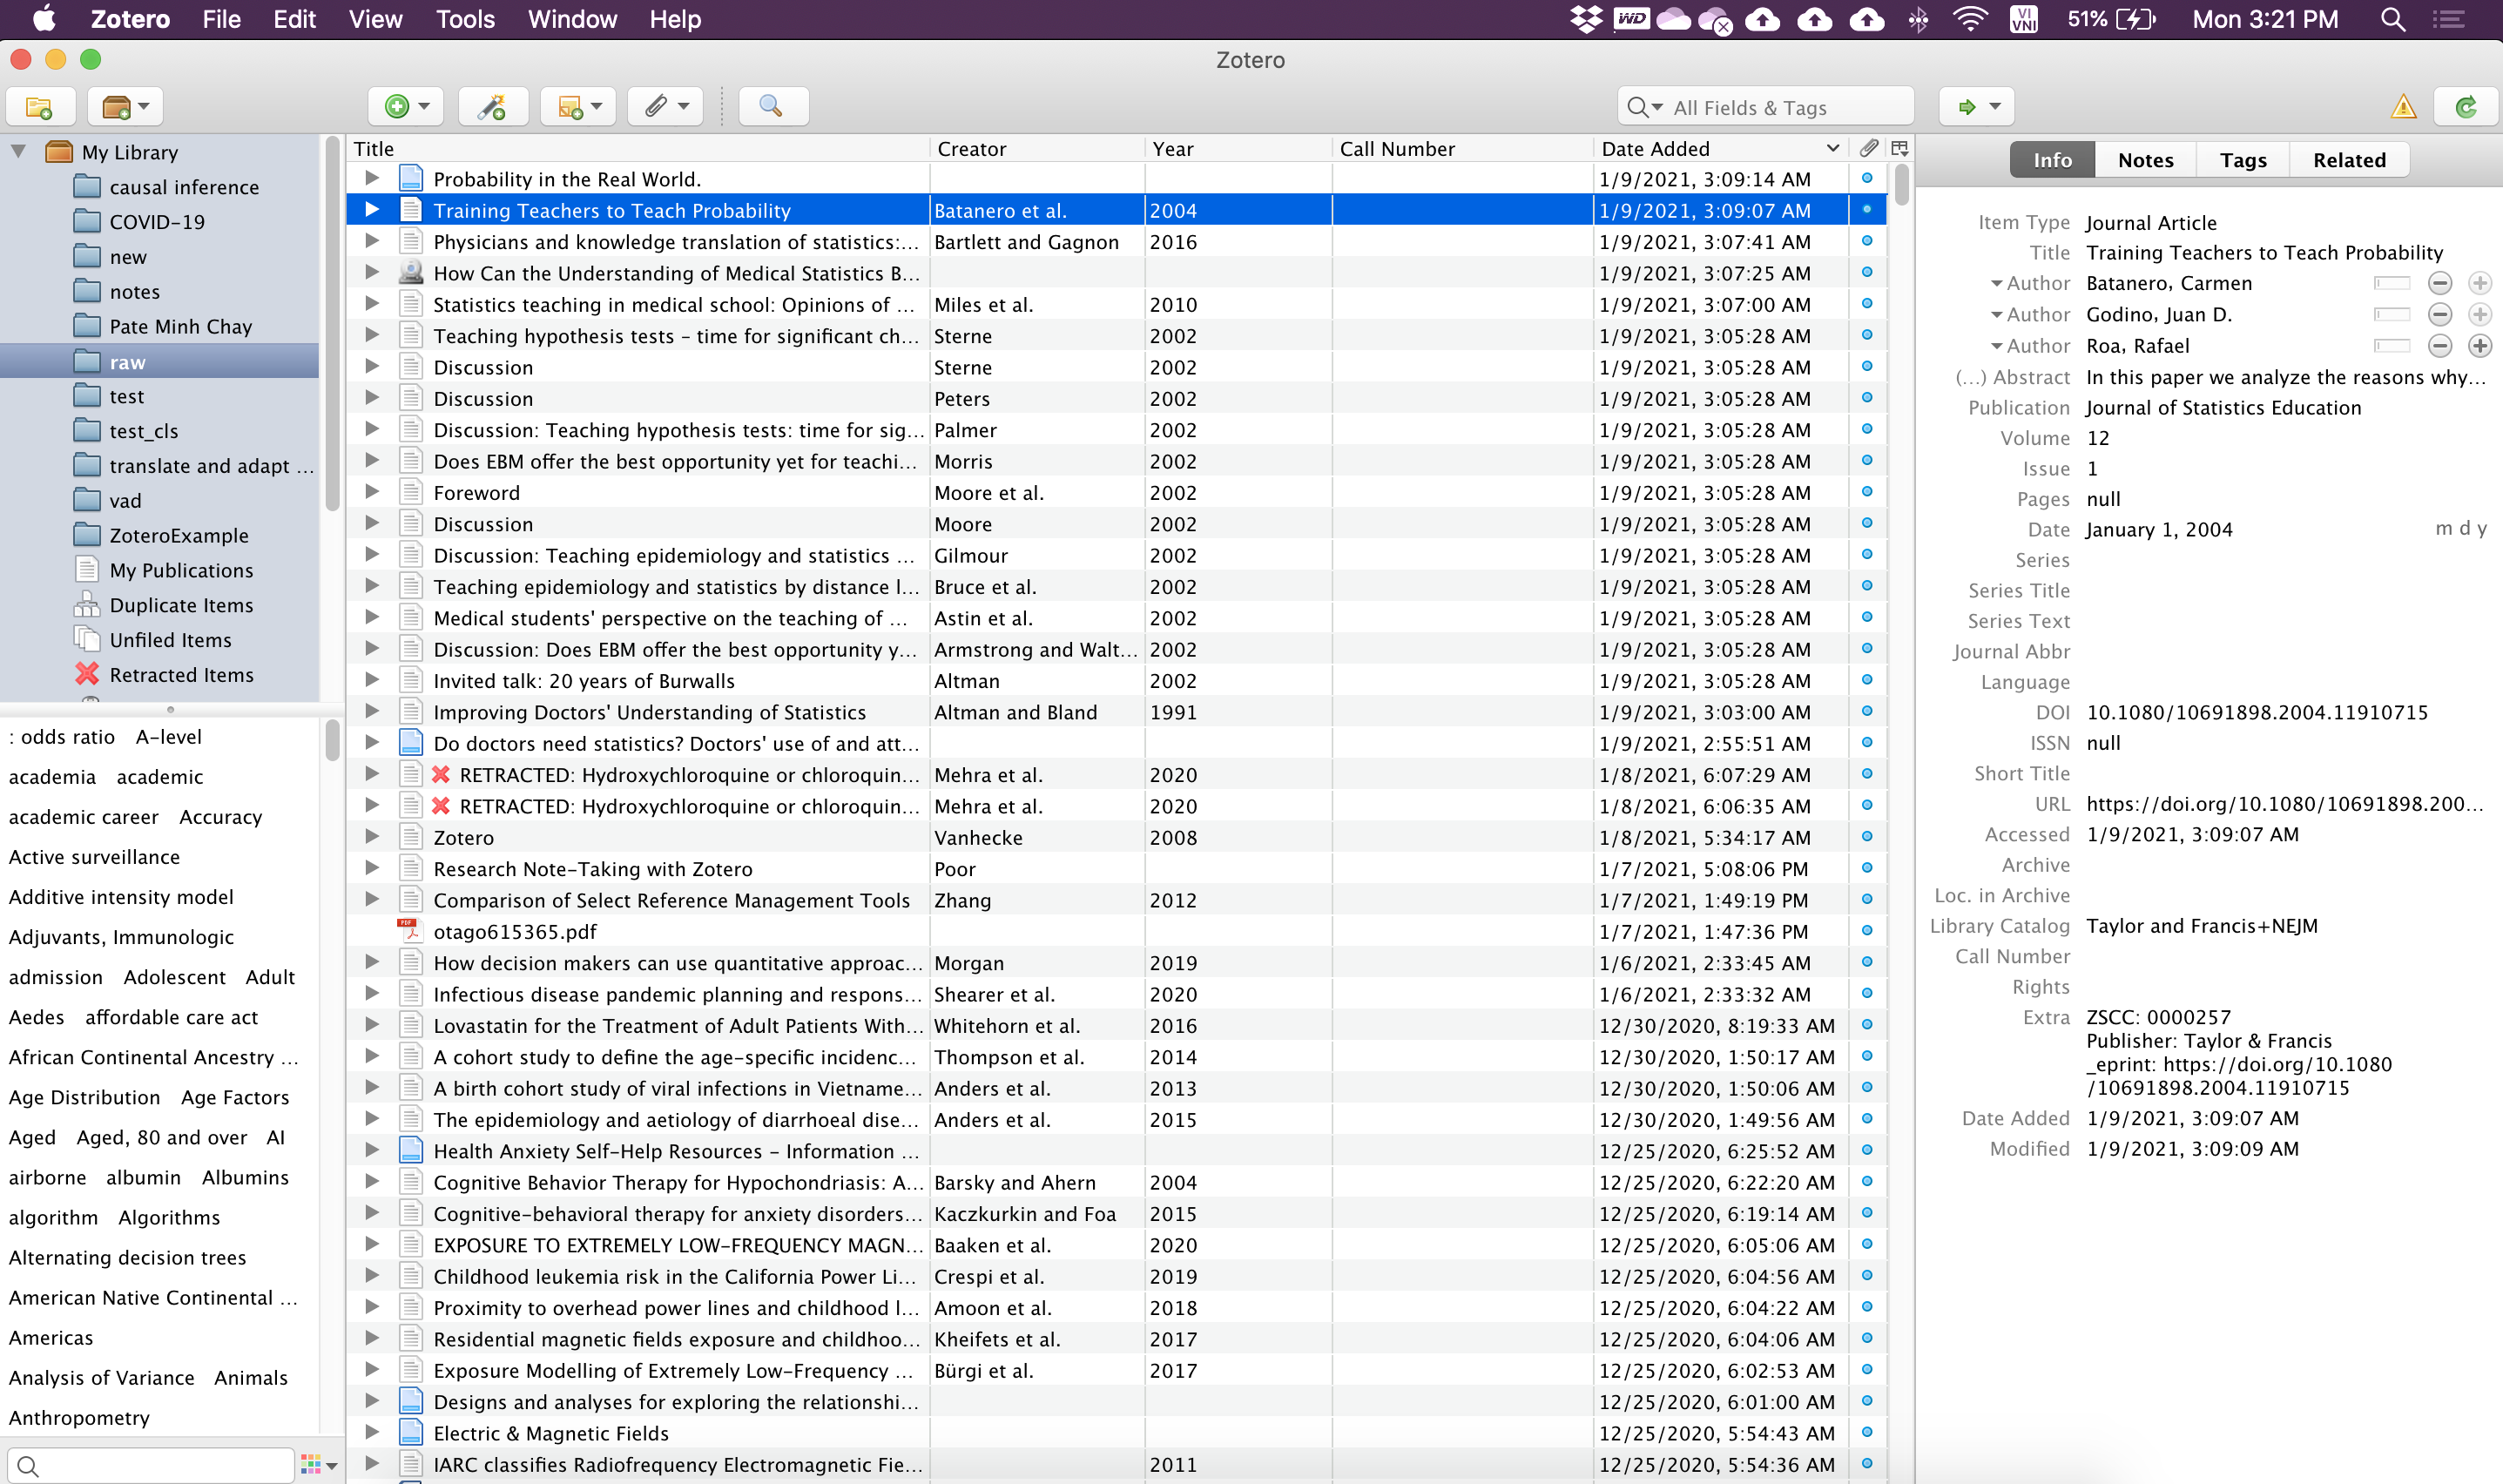 Zotero File Edit View Tools Window Help WD VI VNI 51% Mon 3:21 PM
Zotero
All Fields & Tags
My Library
causal inference
COVID-19
new
notes
Pate Minh Chay
raw
test
test_cls
translate and adapt ...
vad
ZoteroExample
My Publications
Duplicate Items
Unfiled Items
Retracted Items
: odds ratio A-level
academia academic
academic career Accuracy
Active surveillance
Additive intensity model
Adjuvants, Immunologic
admission Adolescent Adult
Aedes affordable care act
African Continental Ancestry ...
Age Distribution Age Factors
Aged Aged, 80 and over AI
airborne albumin Albumins
algorithm Algorithms
Alternating decision trees
American Native Continental ...
Americas
Analysis of Variance Animals
Anthropometry
Title Creator Year Call Number Date Added
Probability in the Real World. 1/9/2021, 3:09:14 AM
Training Teachers to Teach Probability Batanero et al. 2004 1/9/2021, 3:09:07 AM
Physicians and knowledge translation of statistics:... Bartlett and Gagnon 2016 1/9/2021, 3:07:41 AM
How Can the Understanding of Medical Statistics B... 1/9/2021, 3:07:25 AM
Statistics teaching in medical school: Opinions of ... Miles et al. 2010 1/9/2021, 3:07:00 AM
Teaching hypothesis tests – time for significant ch... Sterne 2002 1/9/2021, 3:05:28 AM
Discussion Sterne 2002 1/9/2021, 3:05:28 AM
Discussion Peters 2002 1/9/2021, 3:05:28 AM
Discussion: Teaching hypothesis tests: time for sig... Palmer 2002 1/9/2021, 3:05:28 AM
Does EBM offer the best opportunity yet for teachi... Morris 2002 1/9/2021, 3:05:28 AM
Foreword Moore et al. 2002 1/9/2021, 3:05:28 AM
Discussion Moore 2002 1/9/2021, 3:05:28 AM
Discussion: Teaching epidemiology and statistics ... Gilmour 2002 1/9/2021, 3:05:28 AM
Teaching epidemiology and statistics by distance l... Bruce et al. 2002 1/9/2021, 3:05:28 AM
Medical students' perspective on the teaching of ... Astin et al. 2002 1/9/2021, 3:05:28 AM
Discussion: Does EBM offer the best opportunity y... Armstrong and Walt... 2002 1/9/2021, 3:05:28 AM
Invited talk: 20 years of Burwalls Altman 2002 1/9/2021, 3:05:28 AM
Improving Doctors' Understanding of Statistics Altman and Bland 1991 1/9/2021, 3:03:00 AM
Do doctors need statistics? Doctors' use of and att... 1/9/2021, 2:55:51 AM
RETRACTED: Hydroxychloroquine or chloroquin... Mehra et al. 2020 1/8/2021, 6:07:29 AM
RETRACTED: Hydroxychloroquine or chloroquin... Mehra et al. 2020 1/8/2021, 6:06:35 AM
Zotero Vanhecke 2008 1/8/2021, 5:34:17 AM
Research Note-Taking with Zotero Poor 1/7/2021, 5:08:06 PM
Comparison of Select Reference Management Tools Zhang 2012 1/7/2021, 1:49:19 PM
PDF otago615365.pdf 1/7/2021, 1:47:36 PM
How decision makers can use quantitative approac... Morgan 2019 1/6/2021, 2:33:45 AM
Infectious disease pandemic planning and respons... Shearer et al. 2020 1/6/2021, 2:33:32 AM
Lovastatin for the Treatment of Adult Patients With... Whitehorn et al. 2016 12/30/2020, 8:19:33 AM
A cohort study to define the age-specific incidenc... Thompson et al. 2014 12/30/2020, 1:50:17 AM
A birth cohort study of viral infections in Vietname... Anders et al. 2013 12/30/2020, 1:50:06 AM
The epidemiology and aetiology of diarrhoeal dise... Anders et al. 2015 12/30/2020, 1:49:56 AM
Health Anxiety Self-Help Resources - Information ... 12/25/2020, 6:25:52 AM
Cognitive Behavior Therapy for Hypochondriasis: A... Barsky and Ahern 2004 12/25/2020, 6:22:20 AM
Cognitive-behavioral therapy for anxiety disorders... Kaczkurkin and Foa 2015 12/25/2020, 6:19:14 AM
EXPOSURE TO EXTREMELY LOW-FREQUENCY MAGN... Baaken et al. 2020 12/25/2020, 6:05:06 AM
Childhood leukemia risk in the California Power Li... Crespi et al. 2019 12/25/2020, 6:04:56 AM
Proximity to overhead power lines and childhood l... Amoon et al. 2018 12/25/2020, 6:04:22 AM
Residential magnetic fields exposure and childhoo... Kheifets et al. 2017 12/25/2020, 6:04:06 AM
Exposure Modelling of Extremely Low-Frequency ... Bürgi et al. 2017 12/25/2020, 6:02:53 AM
Designs and analyses for exploring the relationshi... 12/25/2020, 6:01:00 AM
Electric & Magnetic Fields 12/25/2020, 5:54:43 AM
IARC classifies Radiofrequency Electromagnetic Fie... 2011 12/25/2020, 5:54:36 AM
Info Notes Tags Related
Item Type Journal Article
Title Training Teachers to Teach Probability
Author Batanero, Carmen
Author Godino, Juan D.
Author Roa, Rafael
(...) Abstract In this paper we analyze the reasons why...
Publication Journal of Statistics Education
Volume 12
Issue 1
Pages null
Date January 1, 2004 m d y
Series
Series Title
Series Text
Journal Abbr
Language
DOI 10.1080/10691898.2004.11910715
ISSN null
Short Title
URL https://doi.org/10.1080/10691898.200...
Accessed 1/9/2021, 3:09:07 AM
Archive
Loc. in Archive
Library Catalog Taylor and Francis+NEJM
Call Number
Rights
Extra ZSCC: 0000257
Publisher: Taylor & Francis
_eprint: https://doi.org/10.1080
/10691898.2004.11910715
Date Added 1/9/2021, 3:09:07 AM
Modified 1/9/2021, 3:09:09 AM